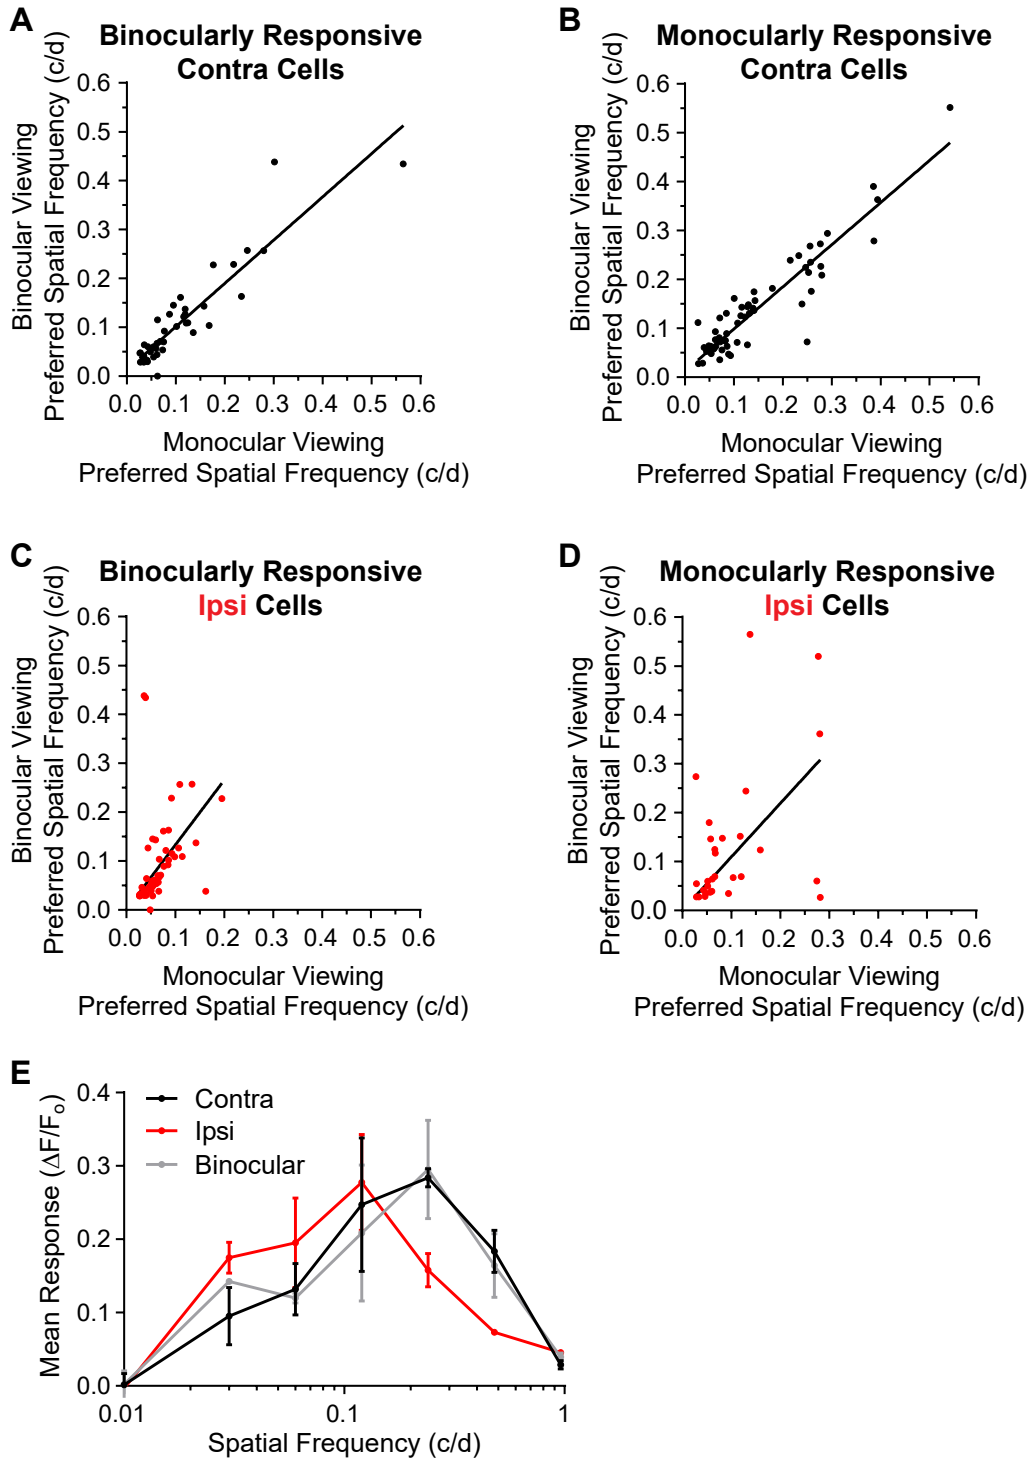 A
Binocularly Responsive
Contra Cells
Binocular Viewing
Preferred Spatial Frequency (c/d)
0.6
0.5
0.4
0.3
0.2
0.1
0.0
0.0 0.1 0.2 0.3 0.4 0.5 0.6
Monocular Viewing
Preferred Spatial Frequency (c/d)
B
Monocularly Responsive
Contra Cells
Binocular Viewing
Preferred Spatial Frequency (c/d)
0.6
0.5
0.4
0.3
0.2
0.1
0.0
0.0 0.1 0.2 0.3 0.4 0.5 0.6
Monocular Viewing
Preferred Spatial Frequency (c/d)
C
Binocularly Responsive
Ipsi Cells
Binocular Viewing
Preferred Spatial Frequency (c/d)
0.6
0.5
0.4
0.3
0.2
0.1
0.0
0.0 0.1 0.2 0.3 0.4 0.5 0.6
Monocular Viewing
Preferred Spatial Frequency (c/d)
D
Monocularly Responsive
Ipsi Cells
Binocular Viewing
Preferred Spatial Frequency (c/d)
0.6
0.5
0.4
0.3
0.2
0.1
0.0
0.0 0.1 0.2 0.3 0.4 0.5 0.6
Monocular Viewing
Preferred Spatial Frequency (c/d)
E
Mean Response (ΔF/Fo)
0.4
0.3
0.2
0.1
0.0
Contra
Ipsi
Binocular
0.01 0.1 1
Spatial Frequency (c/d)